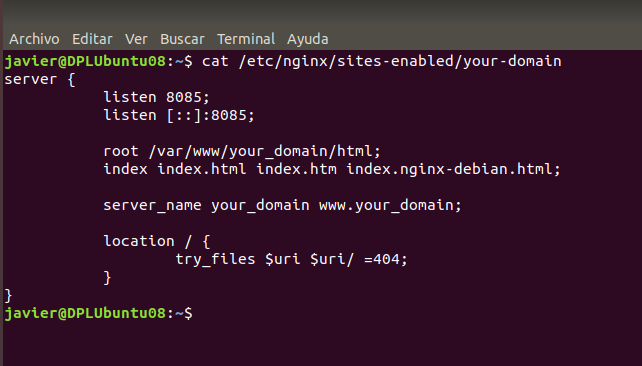 Archivo Editar Ver Buscar Terminal Ayuda
javier@DPLUbuntu08:~$ cat /etc/nginx/sites-enabled/your-domain
server {
listen 8085;
listen [::]:8085;
root /var/www/your_domain/html;
index index.html index.htm index.nginx-debian.html;
server_name your_domain www.your_domain;
location / {
try_files $uri $uri/ =404;
}
}
javier@DPLUbuntu08:~$